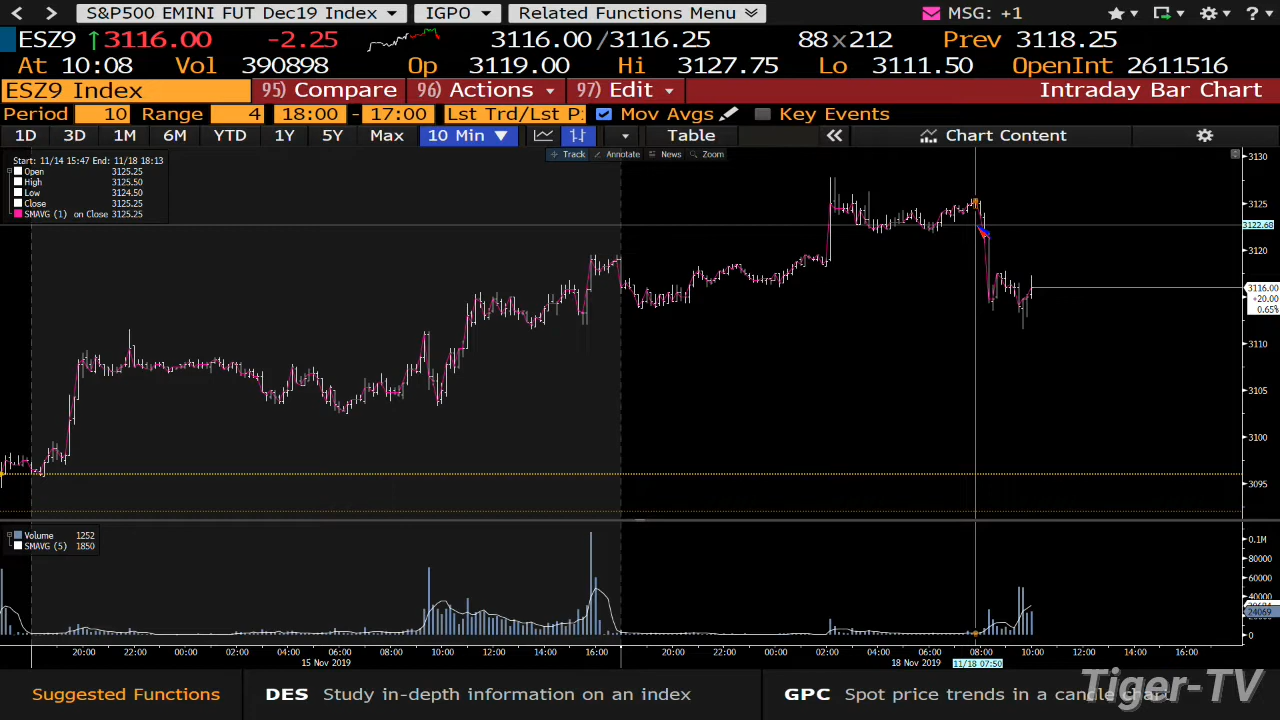 S&P500 EMINI FUT Dec19 Index IGPO Related Functions Menu MSG: +1
ESZ9 ↑3116.00 -2.25 3116.00/3116.25 88x212 Prev 3118.25
At 10:08 Vol 390898 Op 3119.00 Hi 3127.75 Lo 3111.50 OpenInt 2611516
ESZ9 Index 95) Compare 96) Actions 97) Edit Intraday Bar Chart
Period 10 Range 4 18:00 - 17:00 Lst Trd/Lst P Mov Avgs Key Events
1D 3D 1M 6M YTD 1Y 5Y Max 10 Min ▼ Table « Chart Content
Track Annotate News Zoom
Start: 11/14 15:47 End: 11/18 18:13
Open 3125.25
High 3125.50
Low 3124.50
Close 3125.25
SMAVG (1) on Close 3125.25
3130
3125
3122.68
3120
3116.00
+20.00
0.65%
3110
3105
3100
3095
Volume 1252
SMAVG (5) 1850
0.1M
80000
60000
40000
24069
0
20:00 22:00 00:00 02:00 04:00 06:00 08:00 10:00 12:00 14:00 16:00 20:00 22:00 00:00 02:00 04:00 06:00 08:00 10:00 12:00 14:00 16:00
15 Nov 2019 18 Nov 2019 11/18 07:50
Suggested Functions DES Study in-depth information on an index GPC Spot price trends in a candle chart
Tiger-TV